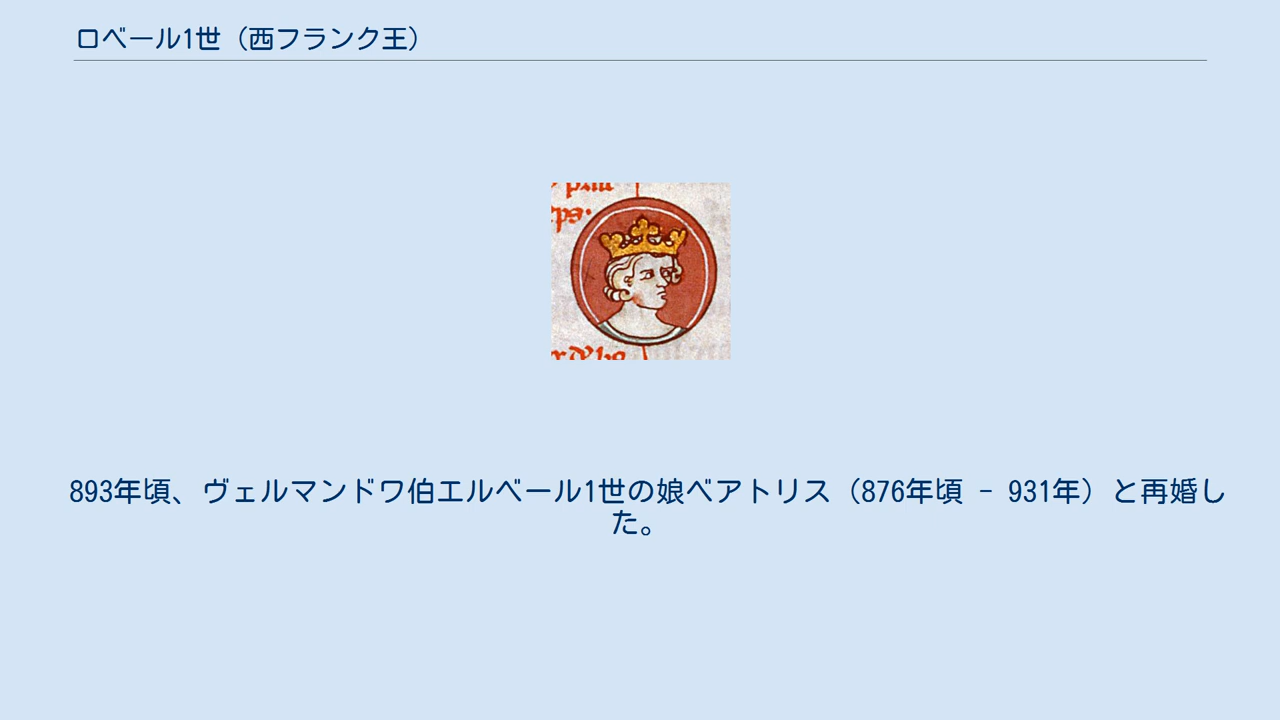 ロベール1世（西フランク王）
893年頃、ヴェルマンドワ伯エルベール1世の娘ベアトリス（876年頃 - 931年）と再婚し
た。